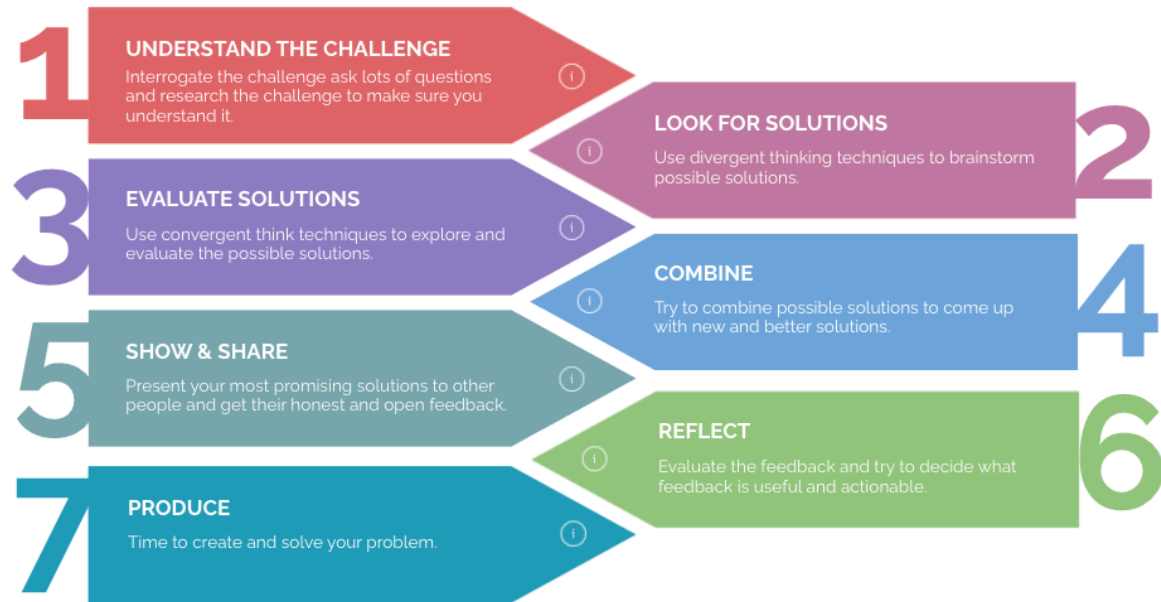 1
UNDERSTAND THE CHALLENGE
Interrogate the challenge ask lots of questions
and research the challenge to make sure you
understand it.
i
2
LOOK FOR SOLUTIONS
Use divergent thinking techniques to brainstorm
possible solutions.
i
3
EVALUATE SOLUTIONS
Use convergent think techniques to explore and
evaluate the possible solutions.
i
4
COMBINE
Try to combine possible solutions to come up
with new and better solutions.
i
5
SHOW & SHARE
Present your most promising solutions to other
people and get their honest and open feedback.
i
6
REFLECT
Evaluate the feedback and try to decide what
feedback is useful and actionable.
i
7
PRODUCE
Time to create and solve your problem.
i